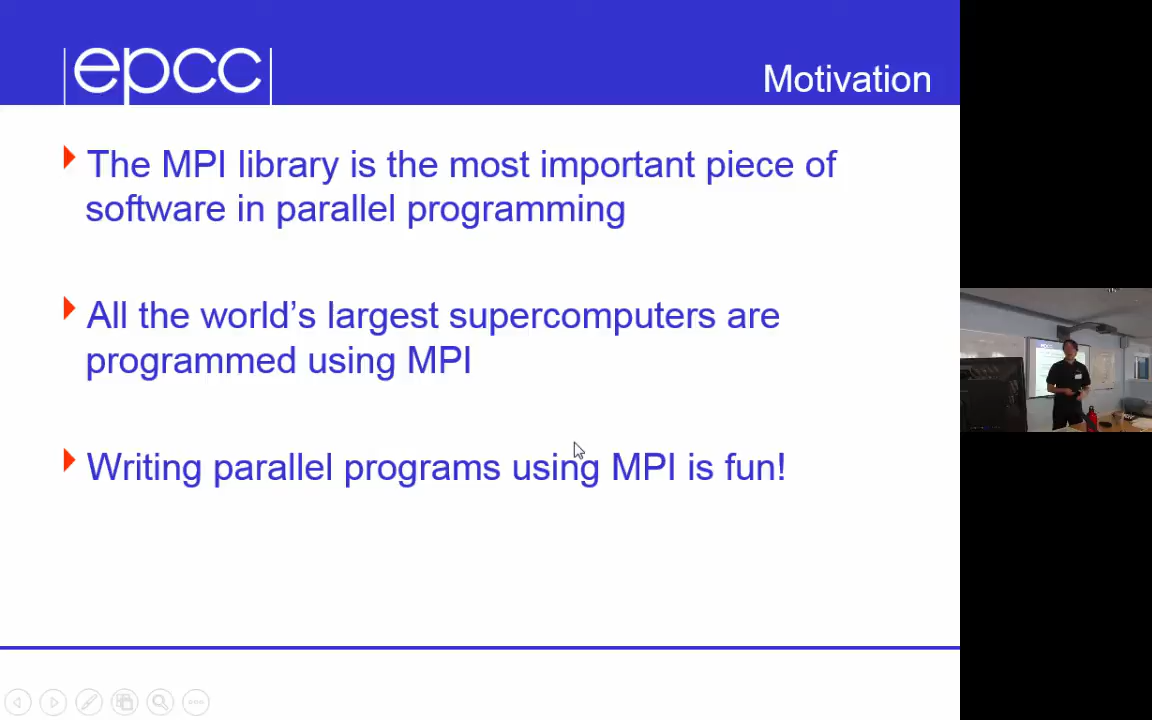 epcc
Motivation
The MPI library is the most important piece of
software in parallel programming
All the world's largest supercomputers are
programmed using MPI
Writing parallel programs using MPI is fun!